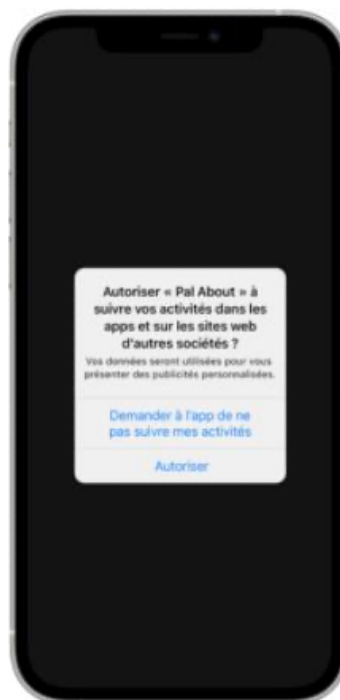 Autoriser « Pal About » à
suivre vos activités dans les
apps et sur les sites web
d'autres sociétés ?
Vos données seront utilisées pour vous
présenter des publicités personnalisées.
Demander à l'app de ne
pas suivre mes activités
Autoriser